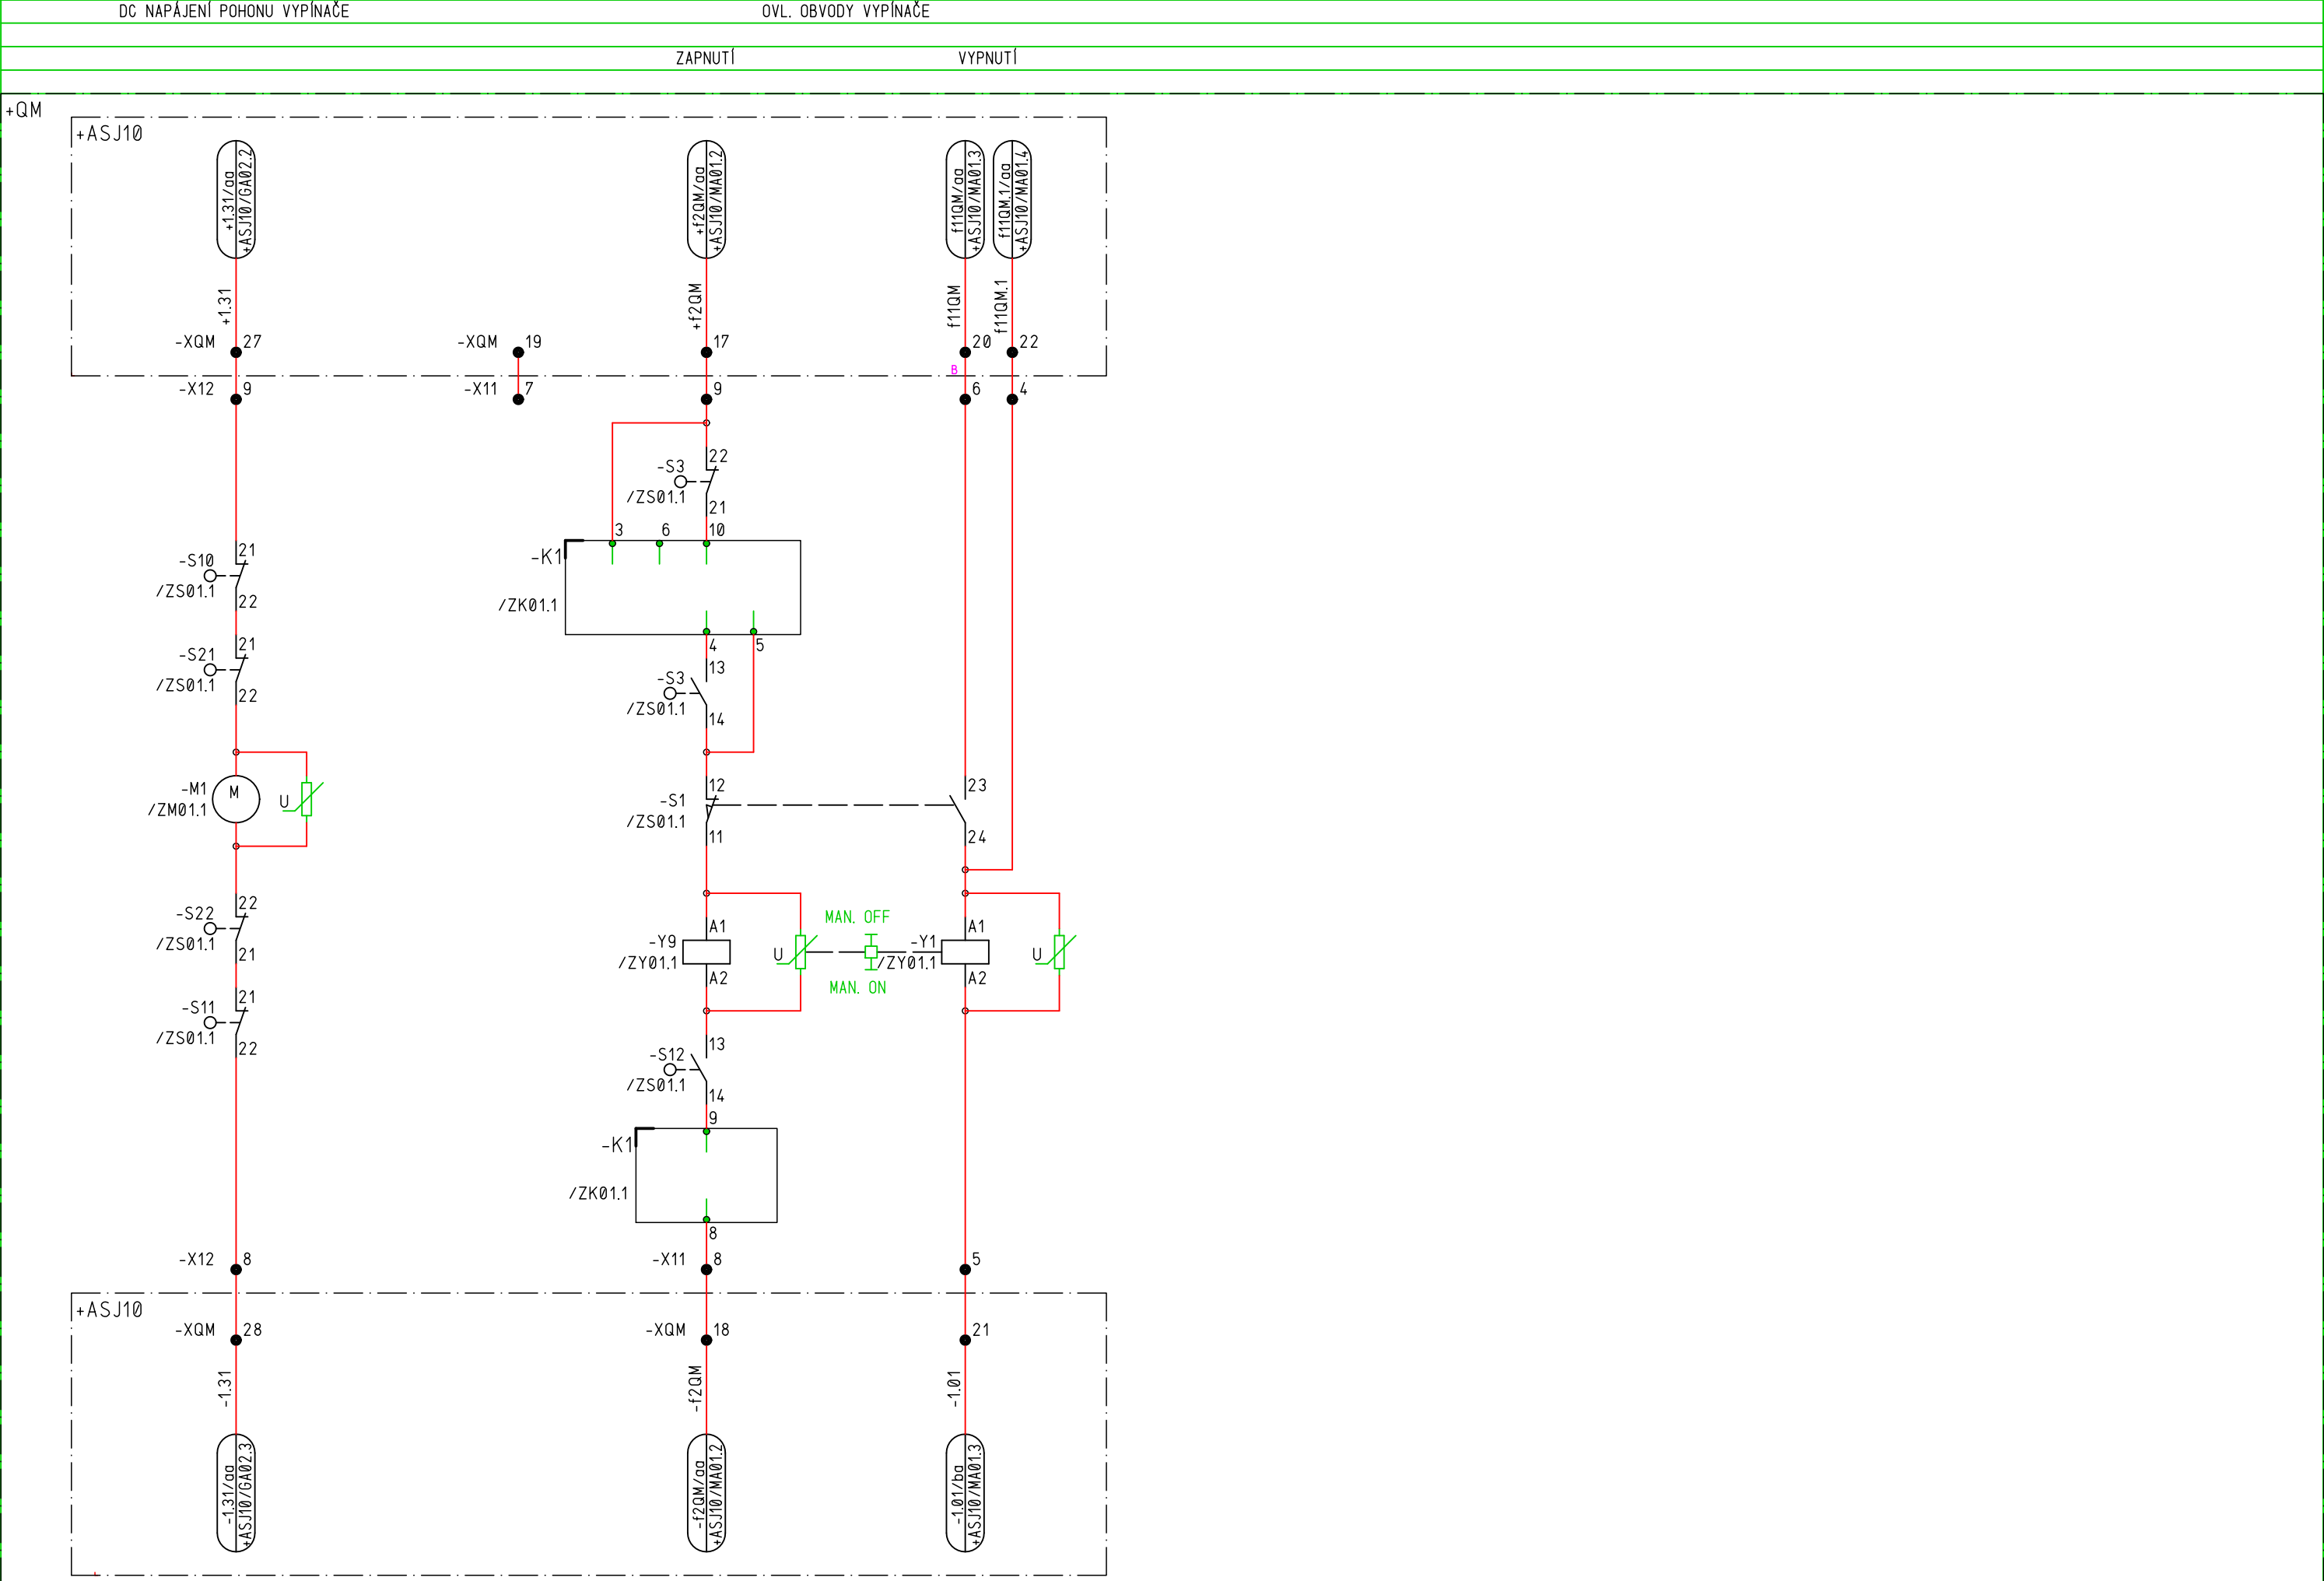 DC NAPÁJENÍ POHONU VYPÍNAČE
OVL. OBVODY VYPÍNAČE
ZAPNUTÍ
VYPNUTÍ
+QM
+ASJ10
+1.31/aa
+ASJ10/GA02.2
+f2QM/aa
+ASJ10/MA01.2
f11QM/aa
+ASJ10/MA01.3
f11QM.1/aa
+ASJ10/MA01.4
+1.31
+f2QM
f11QM
f11QM.1
-XQM 27
-XQM 19
17
20
22
B
-X12 9
-X11 7
9
6
4
-S3
/ZS01.1
22
21
3
6
10
-K1
/ZK01.1
4
5
-S10
/ZS01.1
21
22
-S21
/ZS01.1
21
22
-S3
/ZS01.1
13
14
-M1
/ZM01.1
M
U
-S1
/ZS01.1
12
11
23
24
-S22
/ZS01.1
22
21
-Y9
/ZY01.1
A1
A2
U
MAN. OFF
MAN. ON
-Y1
/ZY01.1
A1
A2
U
-S11
/ZS01.1
21
22
-S12
/ZS01.1
13
14
9
-K1
/ZK01.1
8
-X12 8
-X11 8
5
+ASJ10
-XQM 28
-XQM 18
21
-1.31
-f2QM
-1.01
-1.31/aa
+ASJ10/GA02.3
-f2QM/aa
+ASJ10/MA01.2
-1.01/ba
+ASJ10/MA01.3